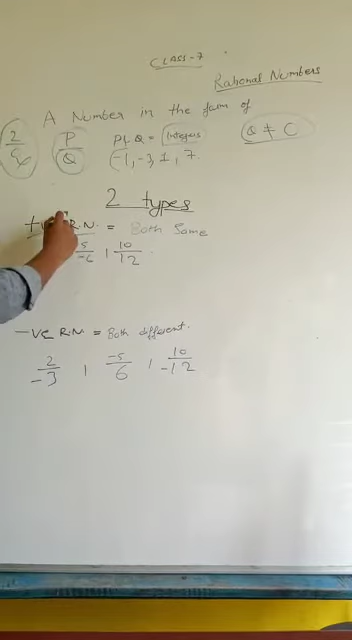 CLASS-7
Rational Numbers
A Number in the form of
2/5 P/Q P & Q = Integers Q ≠ C
(-1, -3, 1, 7
2 types
+ve R.N. = Both Same
5/-6 , 10/12
-ve R.N. = Both different.
2/-3 , -5/6 , 10/-12